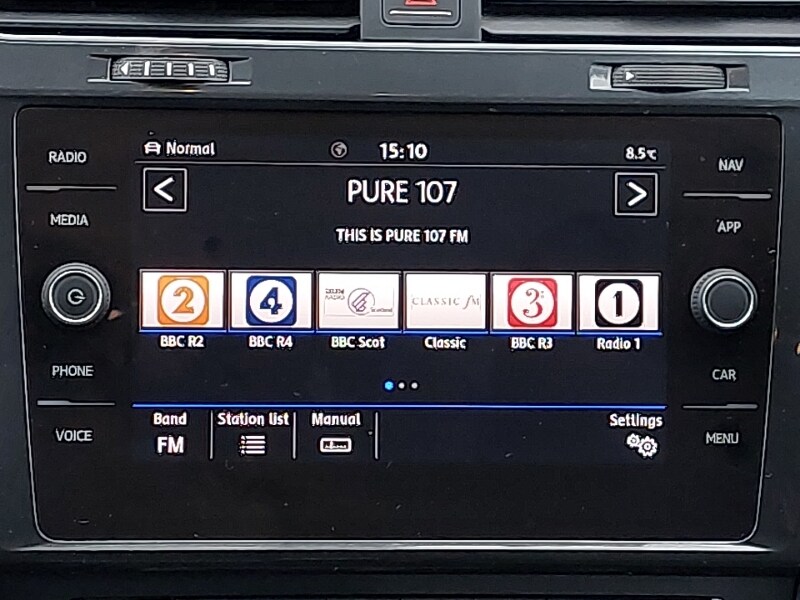 RADIO
MEDIA
PHONE
VOICE
Normal
15:10
8.5°C
<
PURE 107
>
THIS IS PURE 107 FM
2
4
RADIO
Scotland
CLASSIC fM
3
1
BBC R2
BBC R4
BBC Scot
Classic
BBC R3
Radio 1
Band
FM
Station list
Manual
Settings
NAV
APP
CAR
MENU